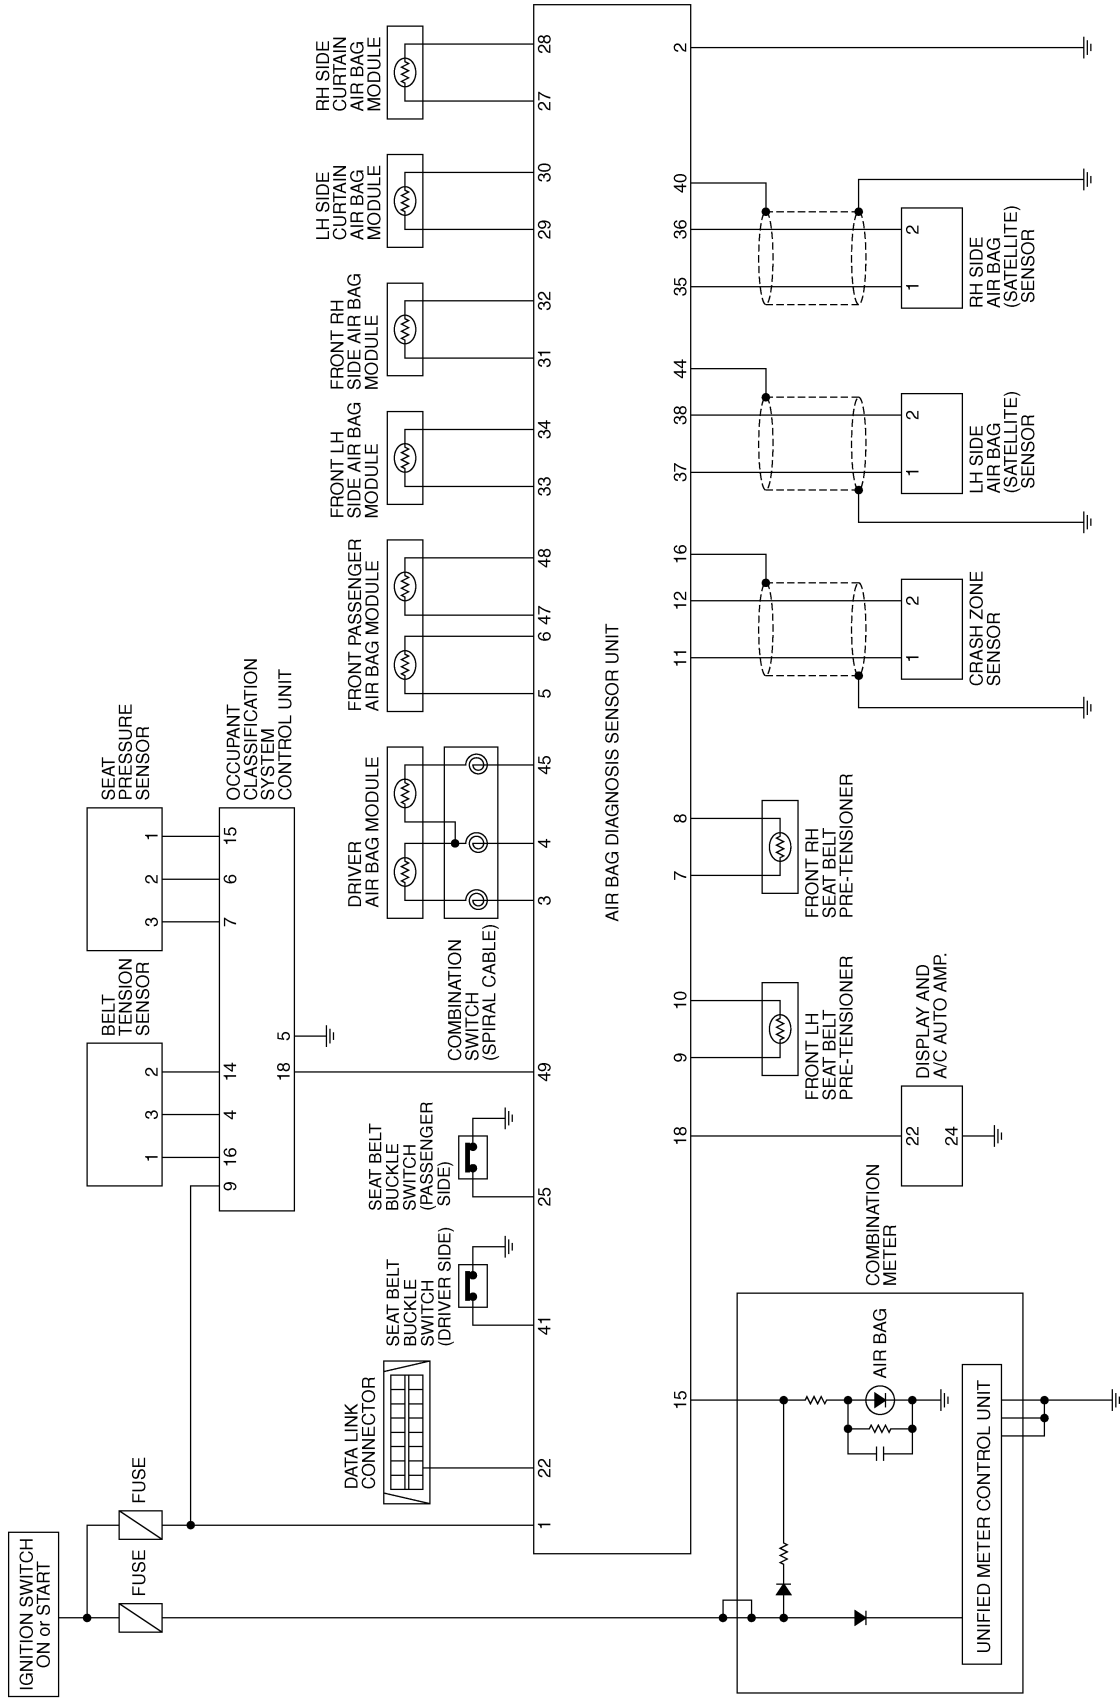 IGNITION SWITCH
ON or START
FUSE
FUSE
BELT
TENSION
SENSOR
1
3
2
SEAT
PRESSURE
SENSOR
3
2
1
9
16
4
14
7
6
15
18
5
OCCUPANT
CLASSIFICATION
SYSTEM
CONTROL UNIT
DATA LINK
CONNECTOR
SEAT BELT
BUCKLE
SWITCH
(DRIVER SIDE)
SEAT BELT
BUCKLE
SWITCH
(PASSENGER
SIDE)
COMBINATION
SWITCH
(SPIRAL CABLE)
DRIVER
AIR BAG MODULE
FRONT PASSENGER
AIR BAG MODULE
FRONT LH
SIDE AIR BAG
MODULE
FRONT RH
SIDE AIR BAG
MODULE
LH SIDE
CURTAIN
AIR BAG
MODULE
RH SIDE
CURTAIN
AIR BAG
MODULE
1
22
41
25
49
3
4
45
5
6
47
48
33
34
31
32
29
30
27
28
AIR BAG DIAGNOSIS SENSOR UNIT
15
18
9
10
7
8
11
12
16
37
38
44
35
36
40
2
FRONT LH
SEAT BELT
PRE-TENSIONER
FRONT RH
SEAT BELT
PRE-TENSIONER
COMBINATION
METER
AIR BAG
UNIFIED METER CONTROL UNIT
DISPLAY AND
A/C AUTO AMP.
22
24
1
2
CRASH ZONE
SENSOR
1
2
LH SIDE
AIR BAG
(SATELLITE)
SENSOR
1
2
RH SIDE
AIR BAG
(SATELLITE)
SENSOR